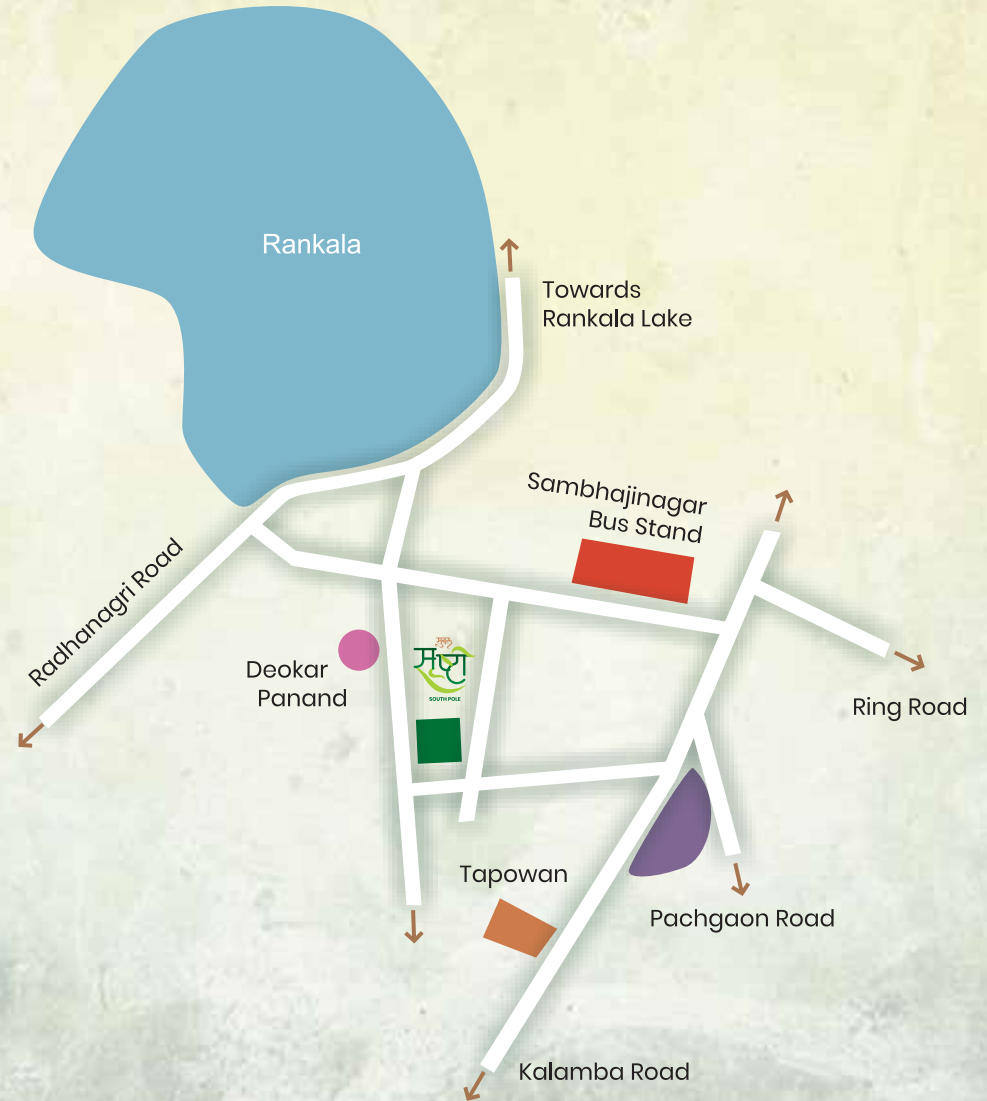 Rankala
Towards
Rankala Lake
Sambhajinagar
Bus Stand
Radhanagri Road
Deokar
Panand
SOUTH POLE
Ring Road
Tapowan
Pachgaon Road
Kalamba Road